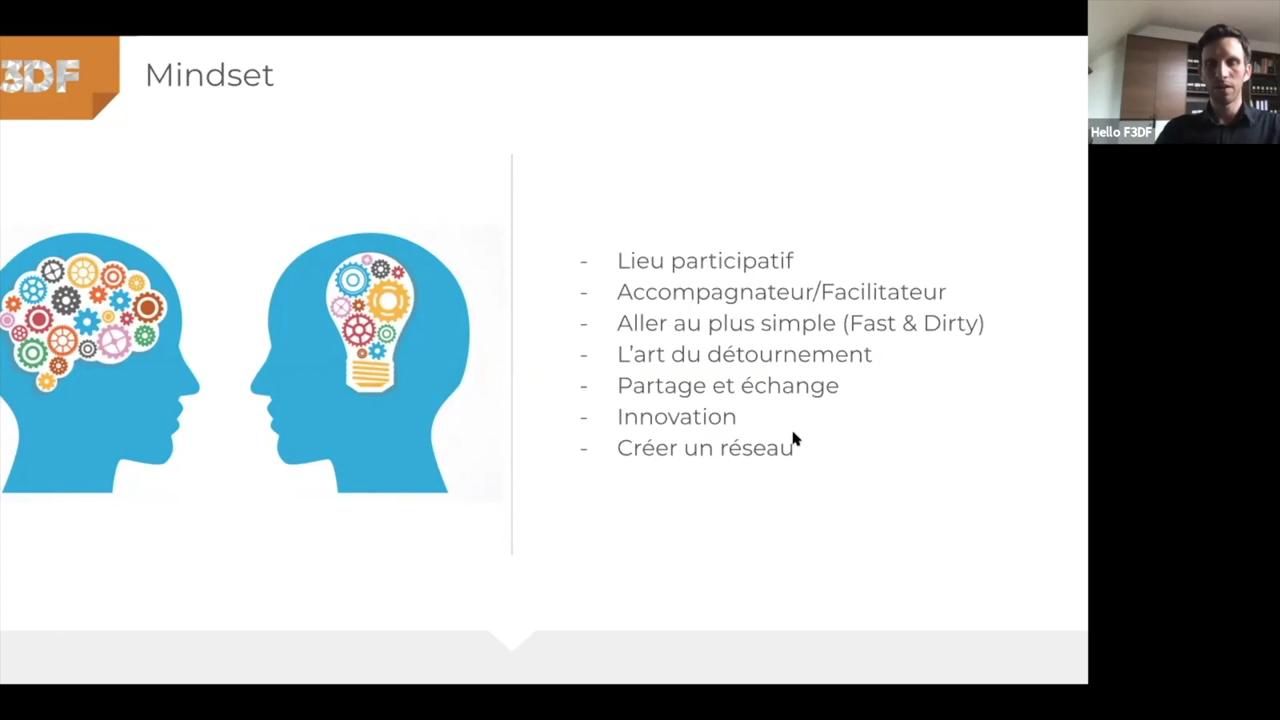 3DF
Mindset
Hello F3DF
- Lieu participatif
- Accompagnateur/Facilitateur
- Aller au plus simple (Fast & Dirty)
- L’art du détournement
- Partage et échange
- Innovation
- Créer un réseau